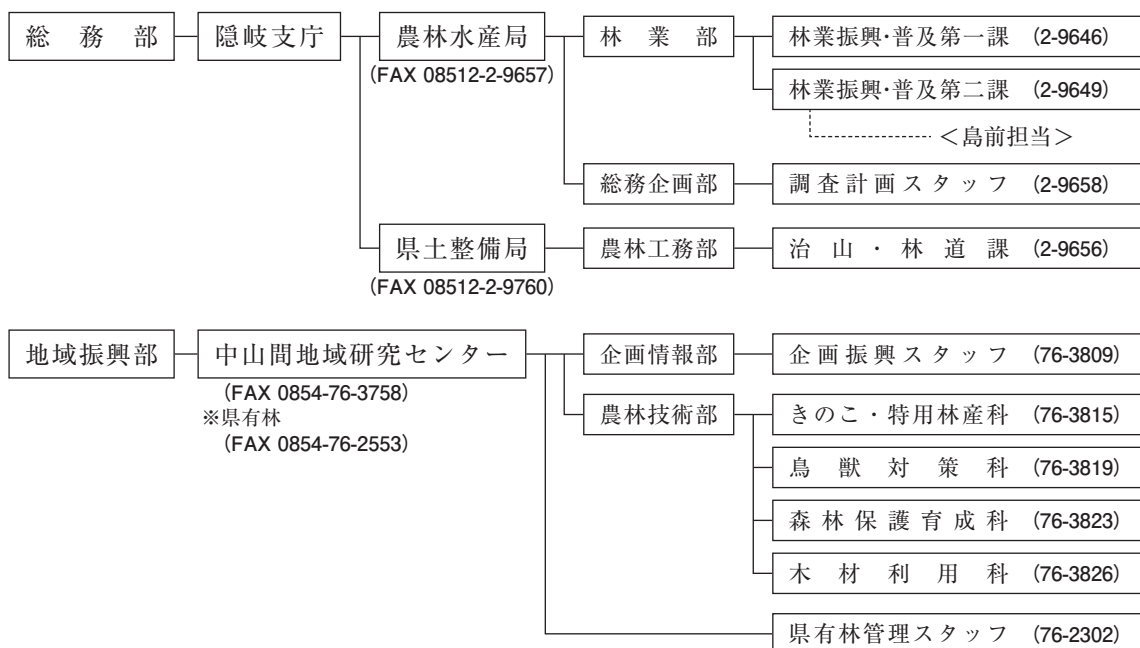 総務部 隠岐支庁 農林水産局 林業部 林業振興・普及第一課 (2-9646)
(FAX 08512-2-9657)
林業振興・普及第二課 (2-9649)
＜島前担当＞
総務企画部 調査計画スタッフ (2-9658)
県土整備局 農林工務部 治山・林道課 (2-9656)
(FAX 08512-2-9760)
地域振興部 中山間地域研究センター 企画情報部 企画振興スタッフ (76-3809)
(FAX 0854-76-3758)
※県有林
(FAX 0854-76-2553)
農林技術部 きのこ・特用林産科 (76-3815)
鳥獣対策科 (76-3819)
森林保護育成科 (76-3823)
木材利用科 (76-3826)
県有林管理スタッフ (76-2302)